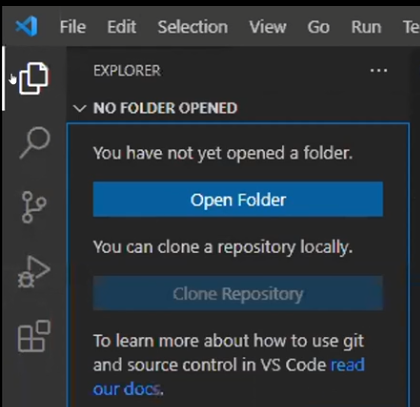 File Edit Selection View Go Run Te
EXPLORER ...
NO FOLDER OPENED
You have not yet opened a folder.
Open Folder
You can clone a repository locally.
Clone Repository
To learn more about how to use git
and source control in VS Code read
our docs.